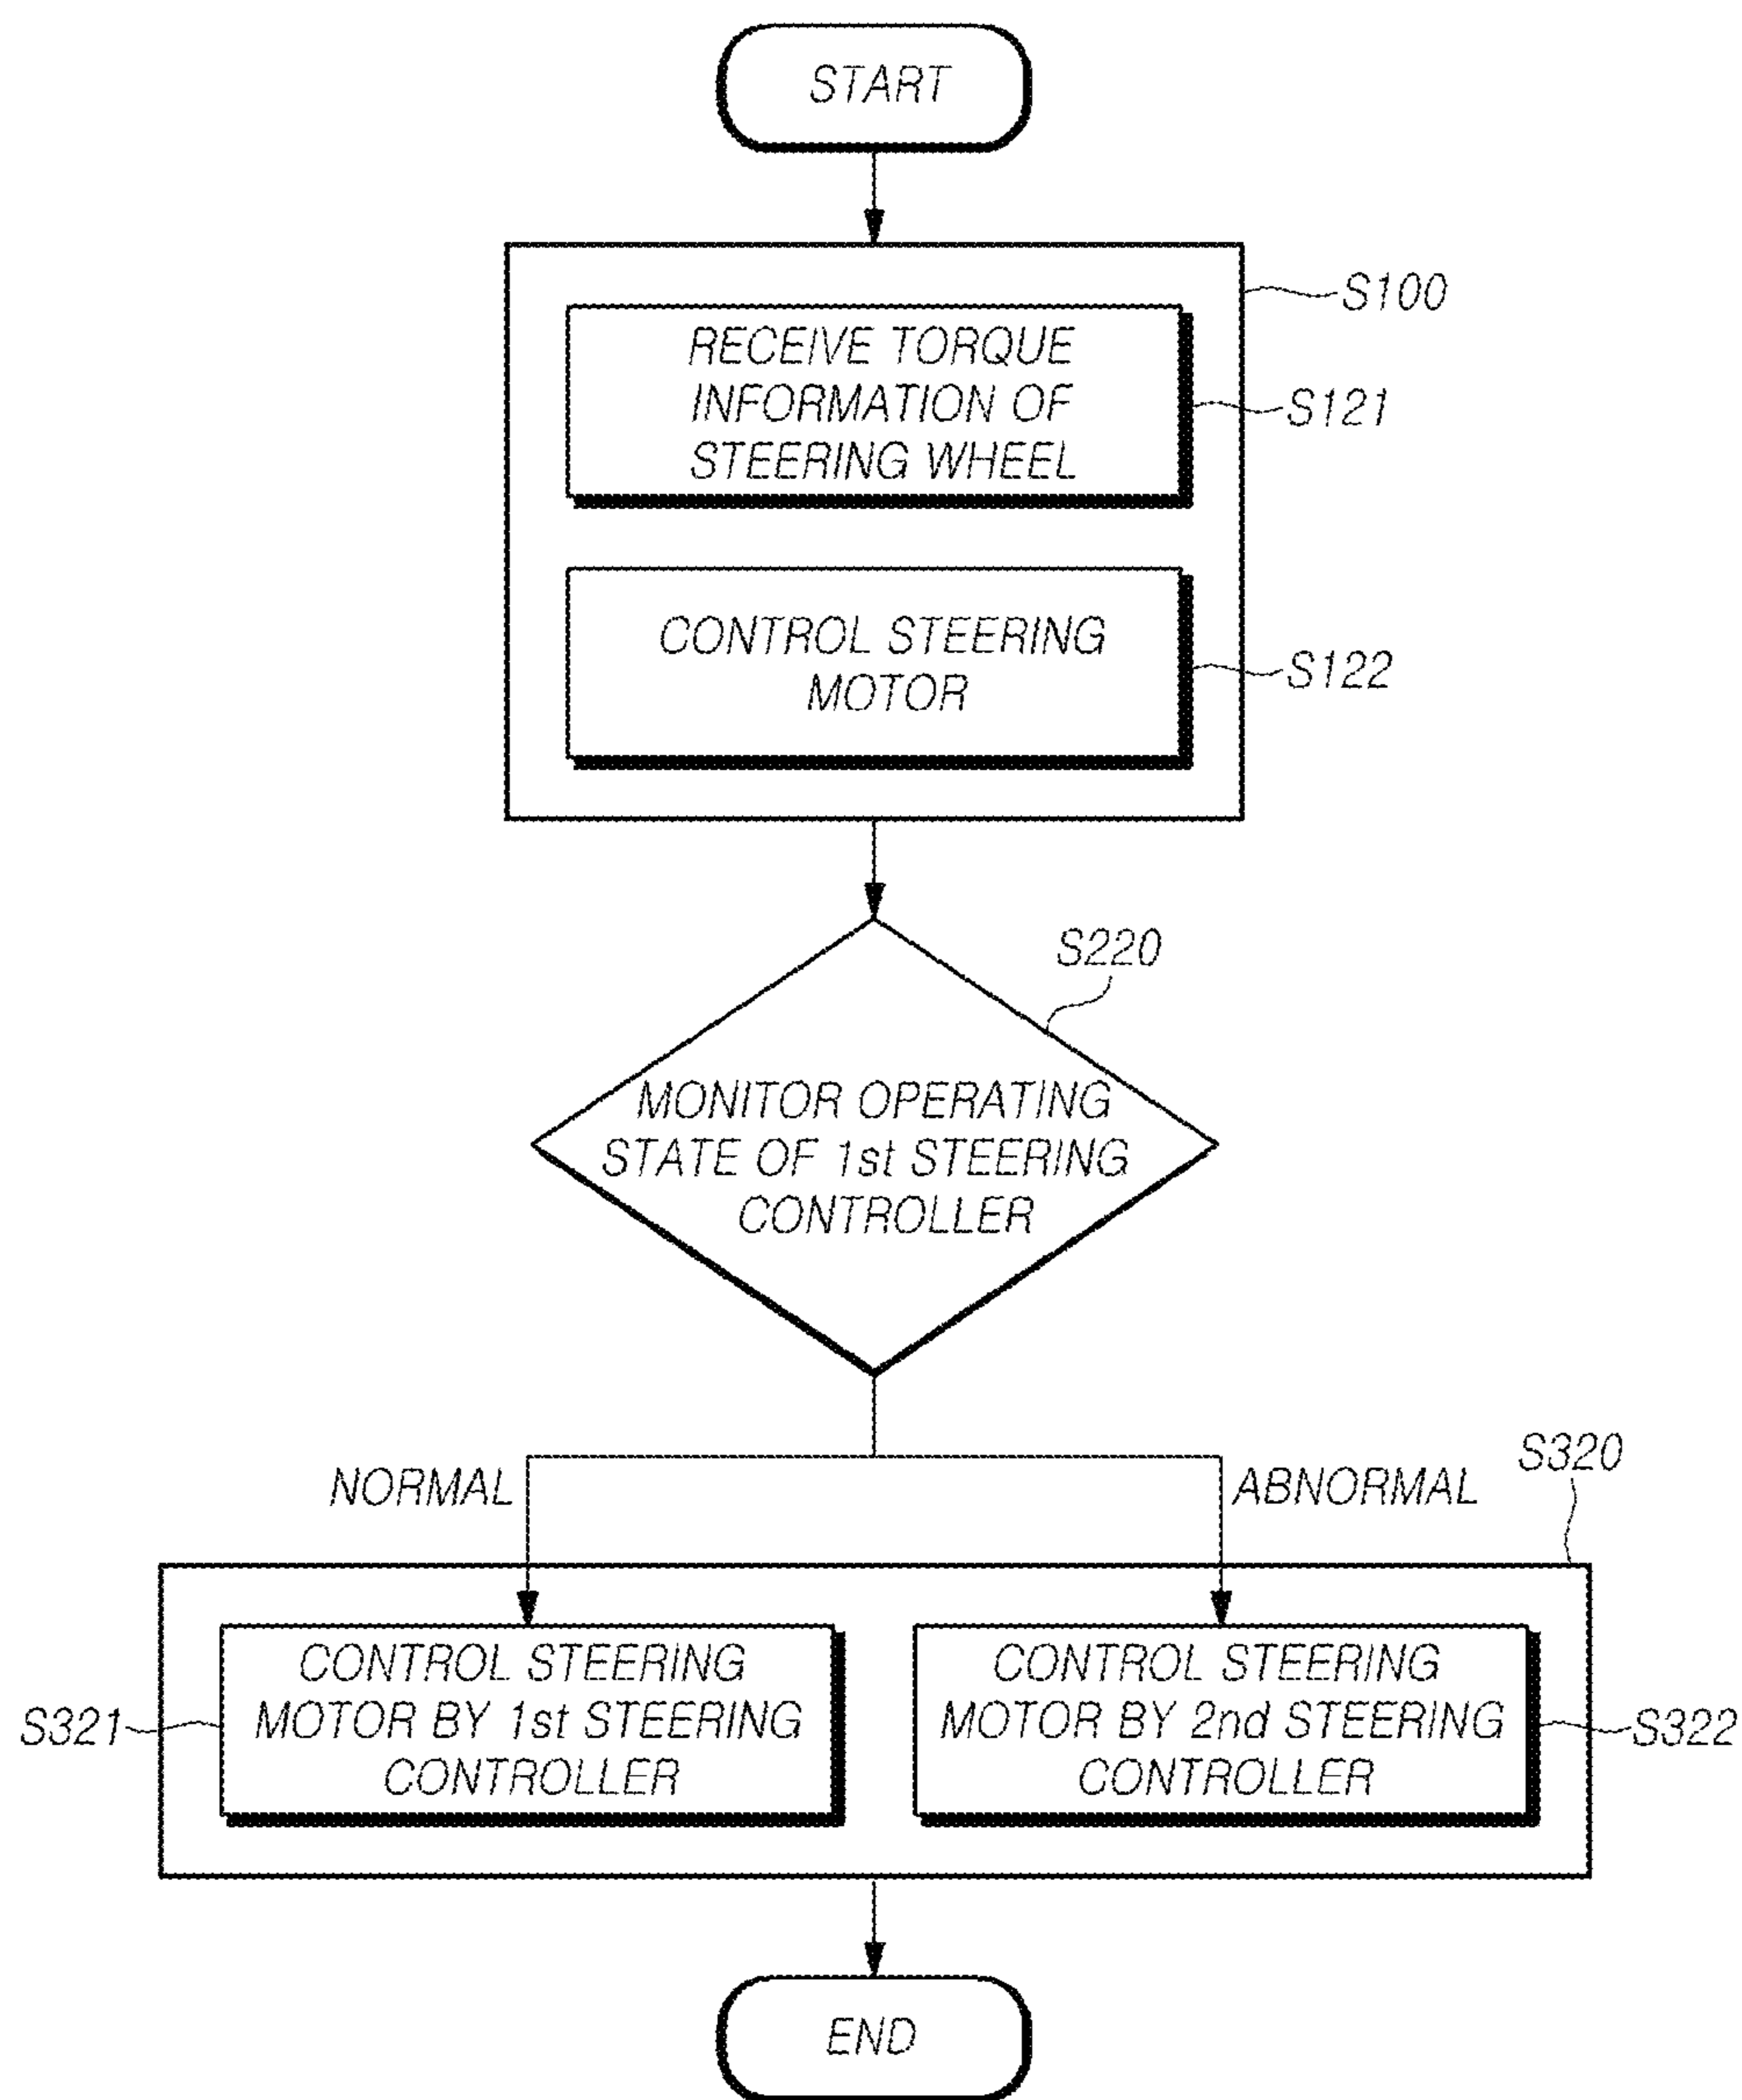 START
S100
RECEIVE TORQUE
INFORMATION OF
STEERING WHEEL
S121
CONTROL STEERING
MOTOR
S122
S220
MONITOR OPERATING
STATE OF 1st STEERING
CONTROLLER
NORMAL
ABNORMAL
S320
S321
CONTROL STEERING
MOTOR BY 1st STEERING
CONTROLLER
CONTROL STEERING
MOTOR BY 2nd STEERING
CONTROLLER
S322
END